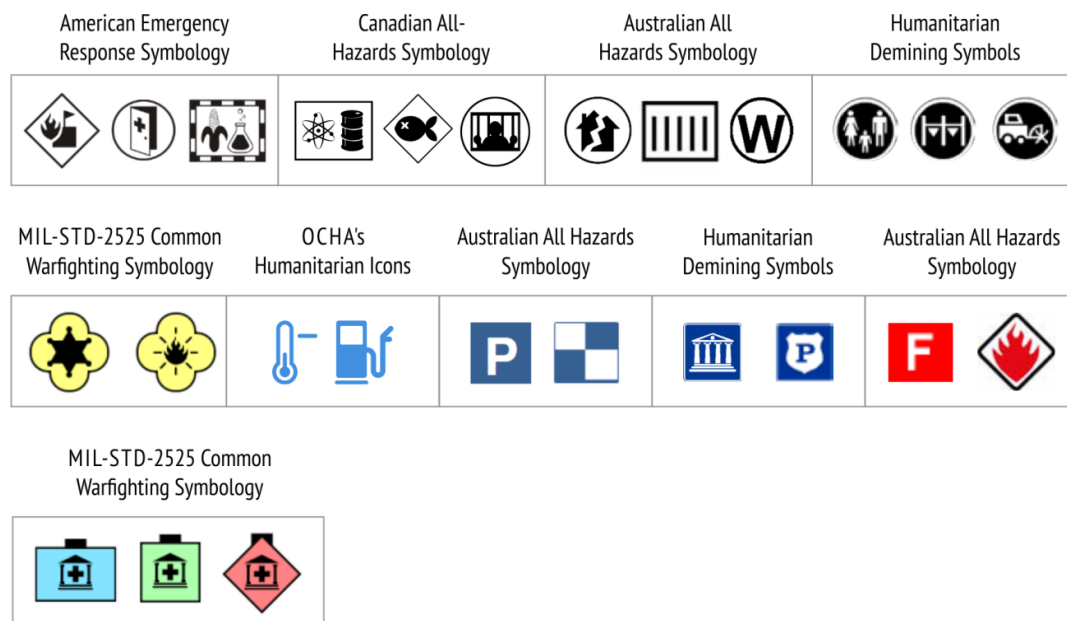 American Emergency
Response Symbology
Canadian All-
Hazards Symbology
Australian All
Hazards Symbology
Humanitarian
Demining Symbols
W
MIL-STD-2525 Common
Warfighting Symbology
OCHA's
Humanitarian Icons
Australian All Hazards
Symbology
Humanitarian
Demining Symbols
Australian All Hazards
Symbology
P
P
F
MIL-STD-2525 Common
Warfighting Symbology